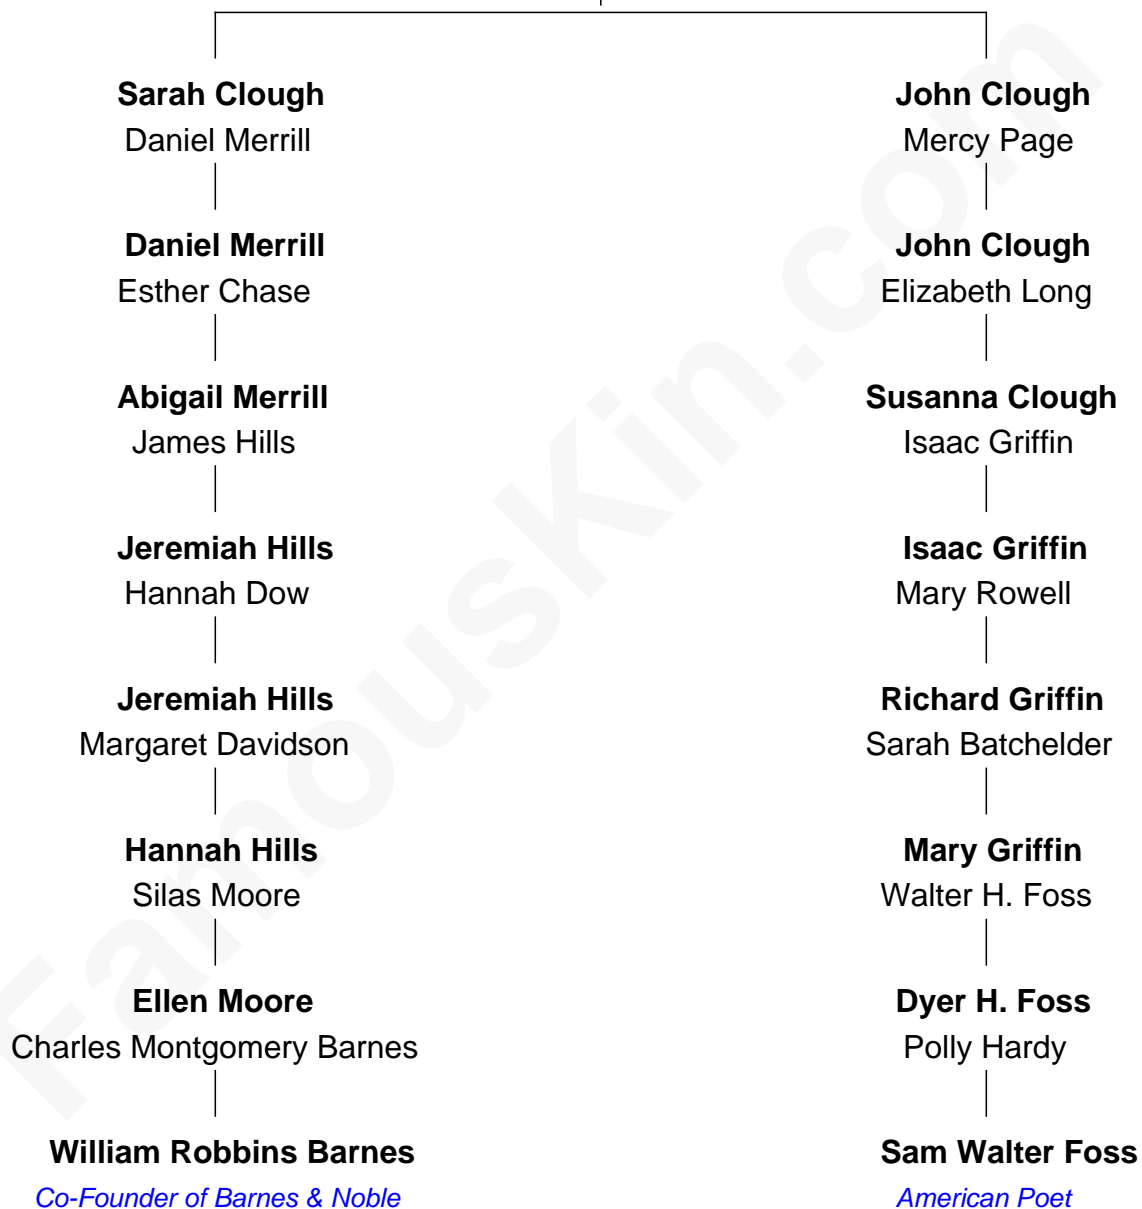 Sarah Clough
Daniel Merrill
Daniel Merrill
Esther Chase
Abigail Merrill
James Hills
Jeremiah Hills
Hannah Dow
Jeremiah Hills
Margaret Davidson
Hannah Hills
Silas Moore
Ellen Moore
Charles Montgomery Barnes
William Robbins Barnes
Co-Founder of Barnes & Noble
John Clough
Mercy Page
John Clough
Elizabeth Long
Susanna Clough
Isaac Griffin
Isaac Griffin
Mary Rowell
Richard Griffin
Sarah Batchelder
Mary Griffin
Walter H. Foss
Dyer H. Foss
Polly Hardy
Sam Walter Foss
American Poet
FamousKin.com